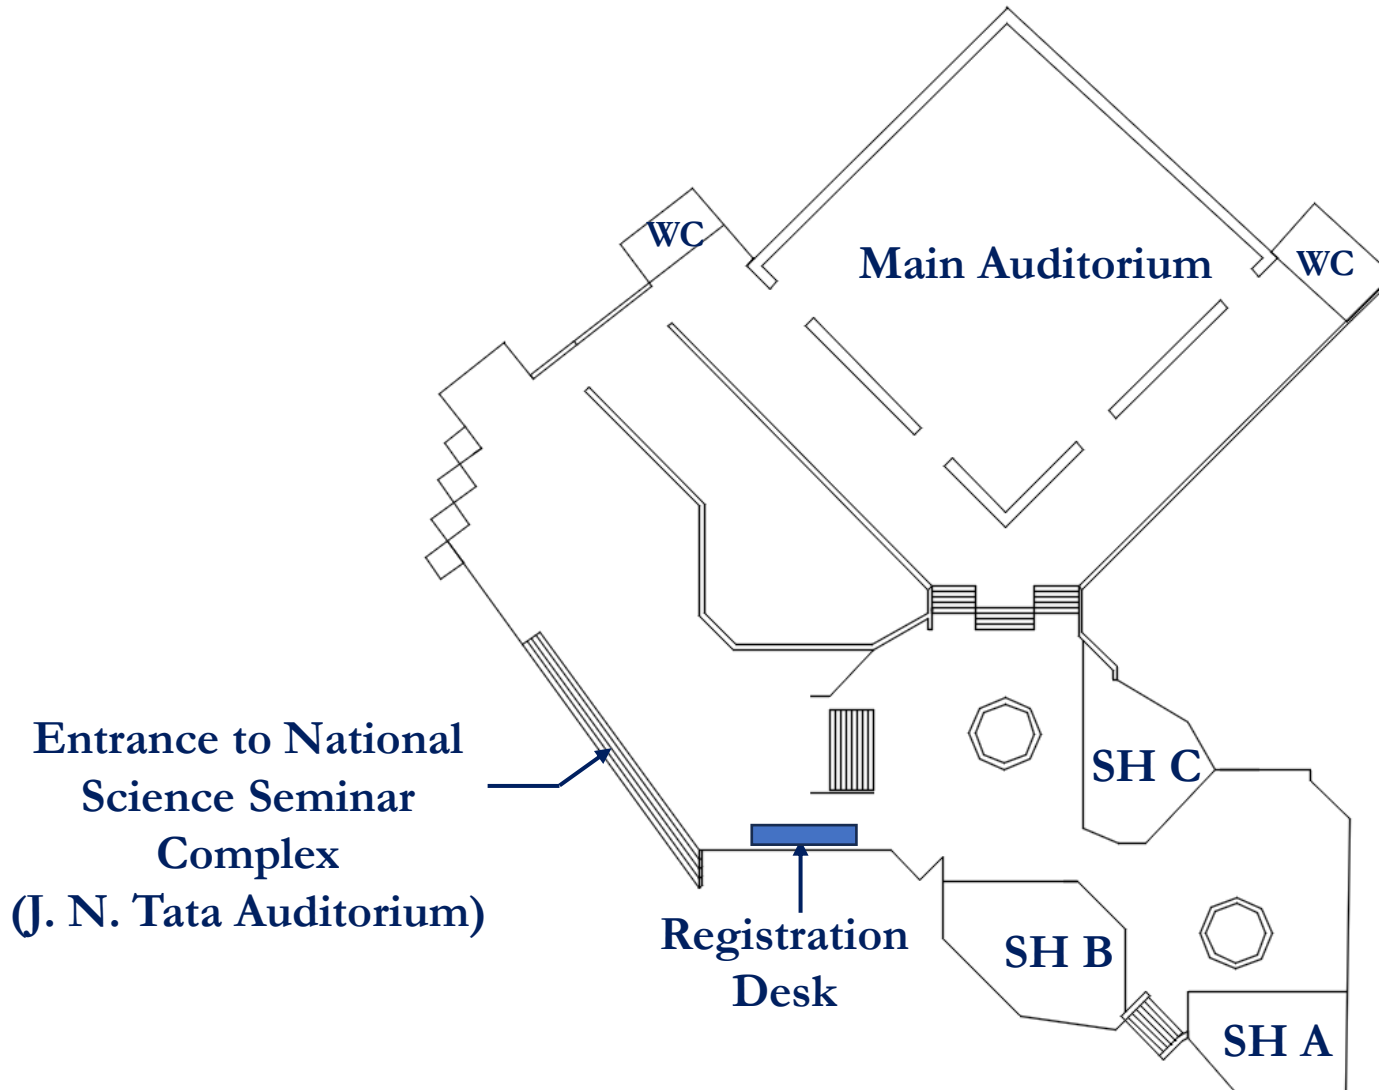 WC
Main Auditorium
WC
Entrance to National
Science Seminar
Complex
(J. N. Tata Auditorium)
SH C
Registration
Desk
SH B
SH A